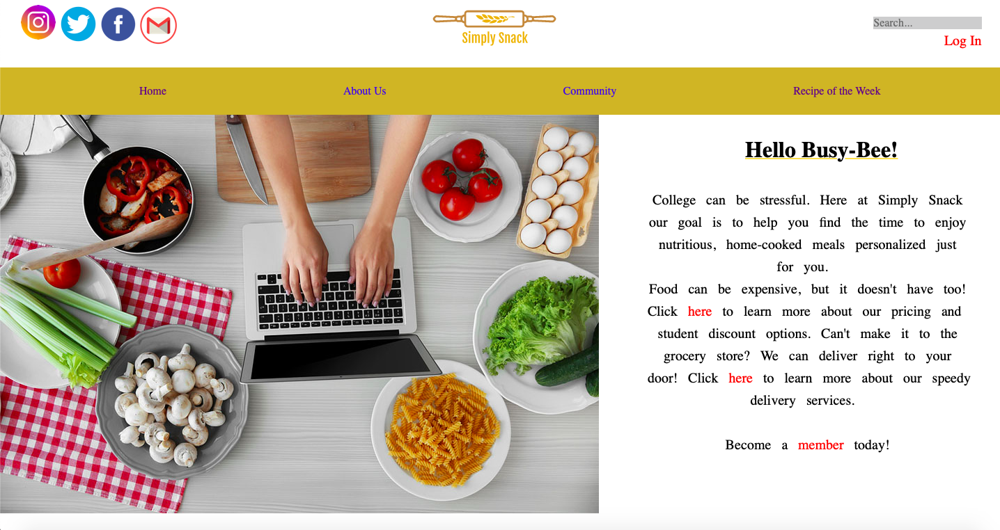 Simply Snack
Search...
Log In
Home
About Us
Community
Recipe of the Week
Hello Busy-Bee!
College can be stressful. Here at Simply Snack
our goal is to help you find the time to enjoy
nutritious, home-cooked meals personalized just
for you.
Food can be expensive, but it doesn't have too!
Click here to learn more about our pricing and
student discount options. Can't make it to the
grocery store? We can deliver right to your
door! Click here to learn more about our speedy
delivery services.
Become a member today!